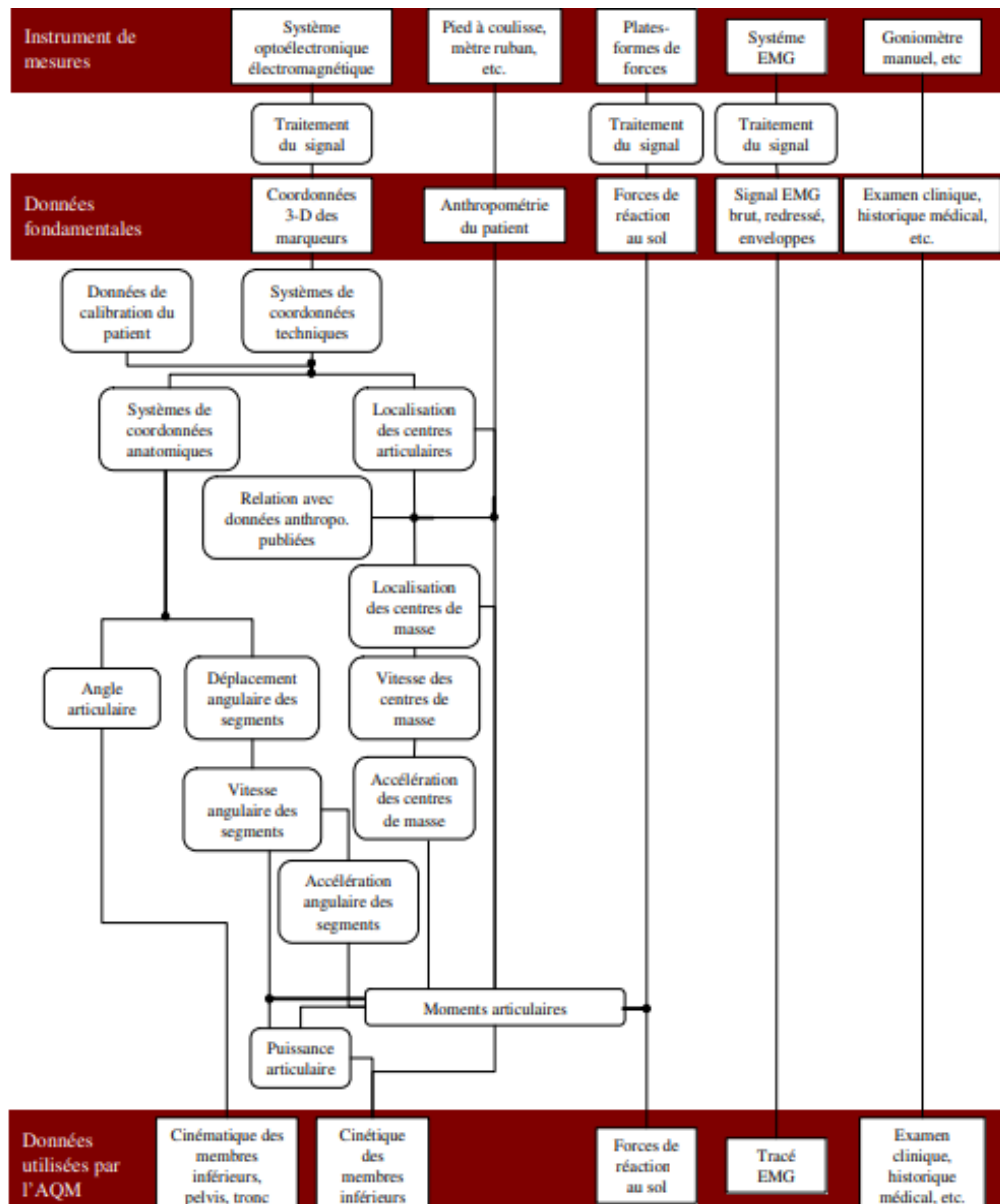 Instrument de
mesures
Système
optoélectronique
électromagnétique
Pied à coulisse,
mètre ruban,
etc.
Plates-
formes de
forces
Systéme
EMG
Goniomètre
manuel, etc
Traitement
du signal
Traitement
du signal
Traitement
du signal
Données
fondamentales
Coordonnées
3-D des
marqueurs
Anthropométrie
du patient
Forces de
réaction
au sol
Signal EMG
brut, redressé,
enveloppes
Examen clinique,
historique médical,
etc.
Données de
calibration du
patient
Systèmes de
coordonnées
techniques
Systèmes de
coordonnées
anatomiques
Localisation
des centres
articulaires
Relation avec
données anthropo.
publiées
Localisation
des centres de
masse
Angle
articulaire
Déplacement
angulaire des
segments
Vitesse des
centres de
masse
Vitesse
angulaire des
segments
Accélération
des centres
de masse
Accélération
angulaire des
segments
Moments articulaires
Puissance
articulaire
Données
utilisées par
l'AQM
Cinématique des
membres
inférieurs,
pelvis, tronc
Cinétique
des
membres
inférieurs
Forces de
réaction
au sol
Tracé
EMG
Examen
clinique,
historique
médical, etc.